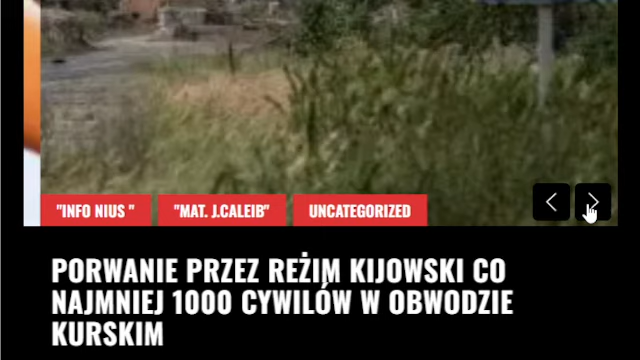 "INFO NIUS "
"MAT. J.CALEIB"
UNCATEGORIZED
PORWANIE PRZEZ REŻIM KIJOWSKI CO
NAJMNIEJ 1000 CYWILÓW W OBWODZIE
KURSKIM